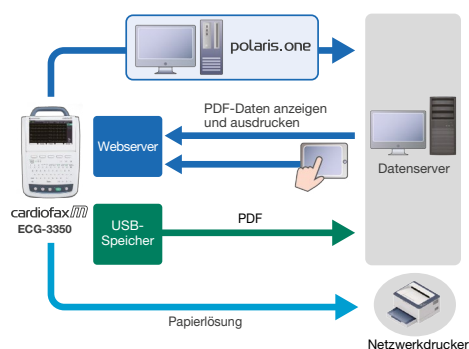 polaris.one
PDF-Daten anzeigen
und ausdrucken
Webserver
Datenserver
cardiofax M
ECG-3350
USB-
Speicher
PDF
Papierlösung
Netzwerkdrucker